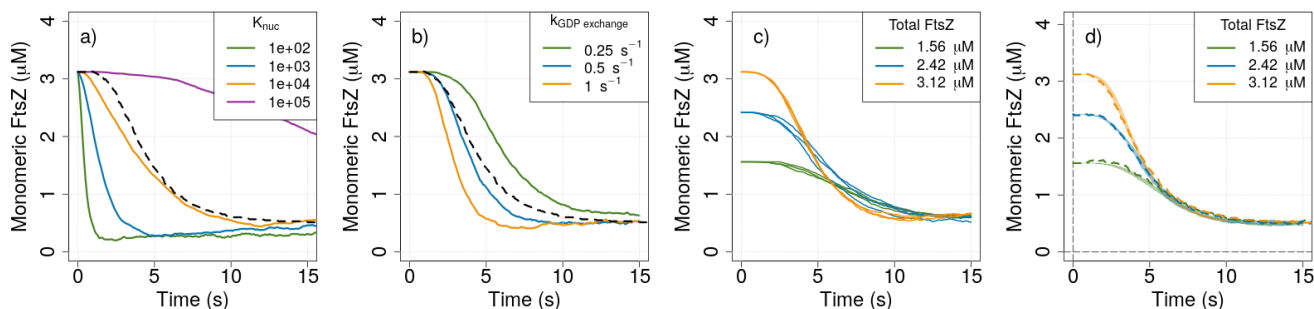 a)
K_nuc
1e+02
1e+03
1e+04
1e+05
Monomeric FtsZ (μM)
0 1 2 3 4
0 5 10 15
Time (s)
b)
k_GDP exchange
0.25 s⁻¹
0.5 s⁻¹
1 s⁻¹
Monomeric FtsZ (μM)
0 1 2 3 4
0 5 10 15
Time (s)
c)
Total FtsZ
1.56 μM
2.42 μM
3.12 μM
Monomeric FtsZ (μM)
0 1 2 3 4
0 5 10 15
Time (s)
d)
Total FtsZ
1.56 μM
2.42 μM
3.12 μM
Monomeric FtsZ (μM)
0 1 2 3 4
0 5 10 15
Time (s)